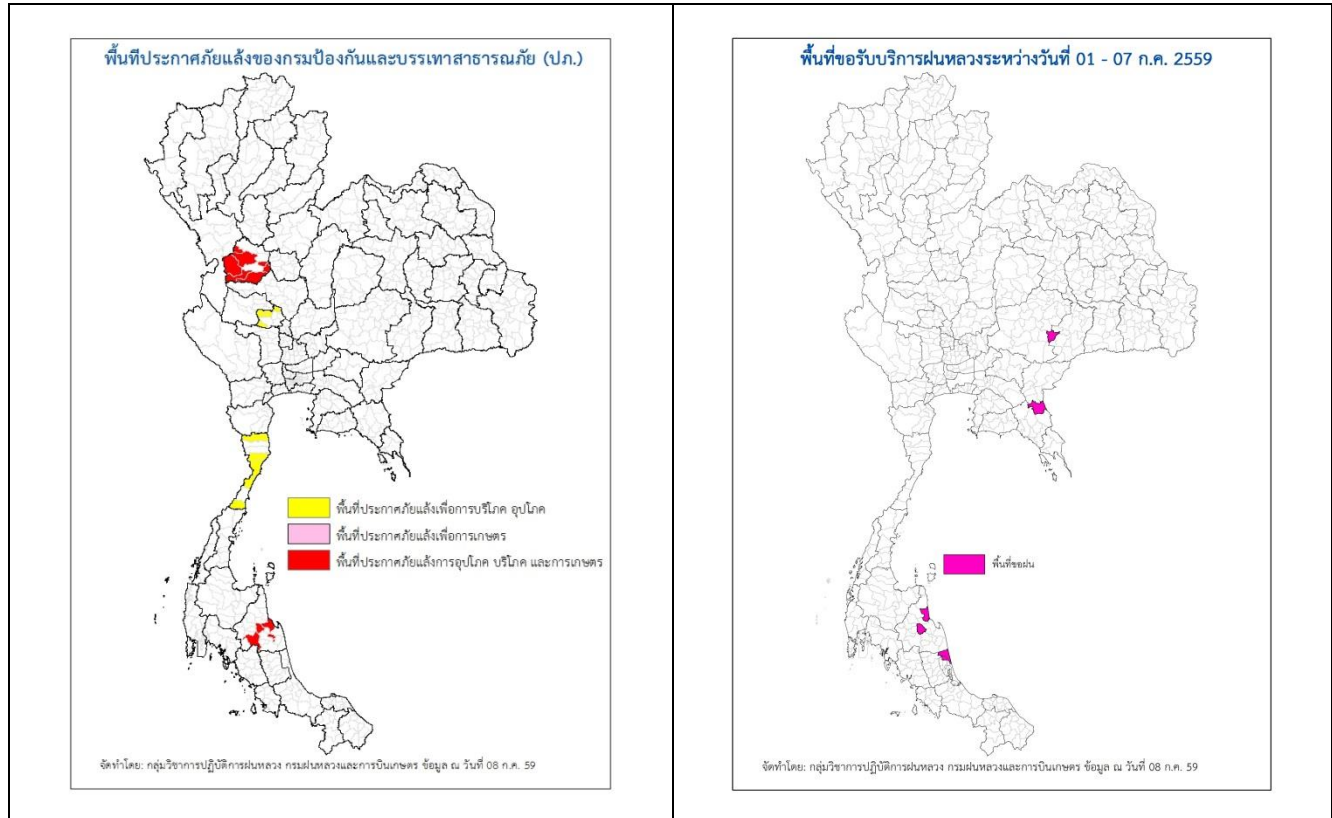 พื้นที่ประกาศภัยแล้งของกรมป้องกันและบรรเทาสาธารณภัย (ปภ.)
พื้นที่ประกาศภัยแล้งเพื่อการบริโภค อุปโภค
พื้นที่ประกาศภัยแล้งเพื่อการเกษตร
พื้นที่ประกาศภัยแล้งการอุปโภค บริโภค และการเกษตร
จัดทำโดย: กลุ่มวิชาการปฏิบัติการฝนหลวง กรมฝนหลวงและการบินเกษตร ข้อมูล ณ วันที่ 08 ก.ค. 59
พื้นที่ขอรับบริการฝนหลวงระหว่างวันที่ 01 - 07 ก.ค. 2559
พื้นที่ขอฝน
จัดทำโดย: กลุ่มวิชาการปฏิบัติการฝนหลวง กรมฝนหลวงและการบินเกษตร ข้อมูล ณ วันที่ 08 ก.ค. 59